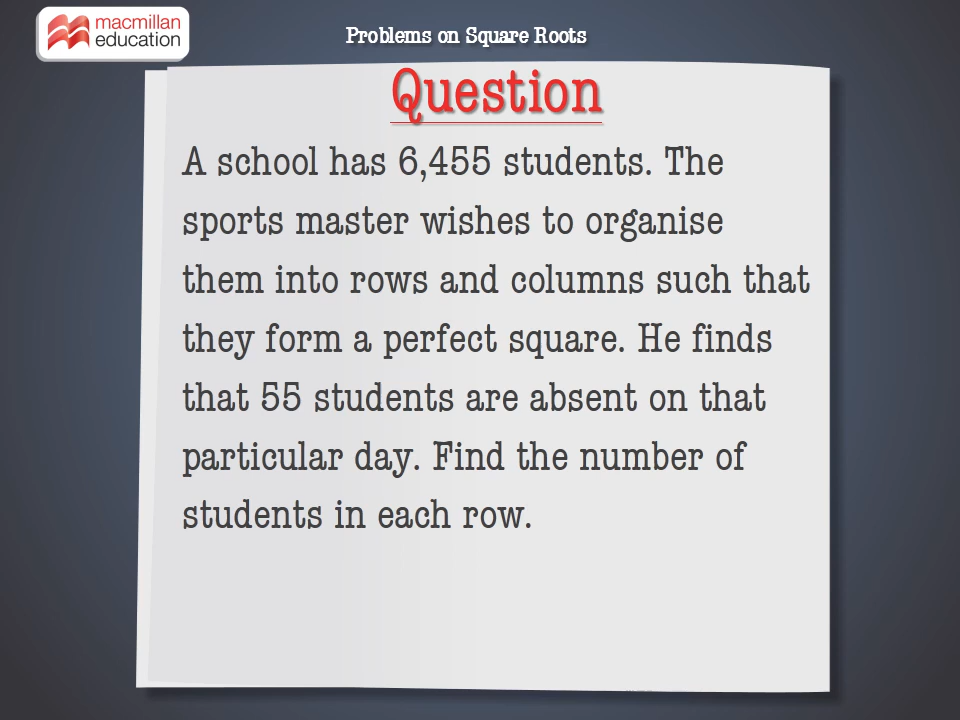 macmillan
education
Problems on Square Roots
Question
A school has 6,455 students. The
sports master wishes to organise
them into rows and columns such that
they form a perfect square. He finds
that 55 students are absent on that
particular day. Find the number of
students in each row.